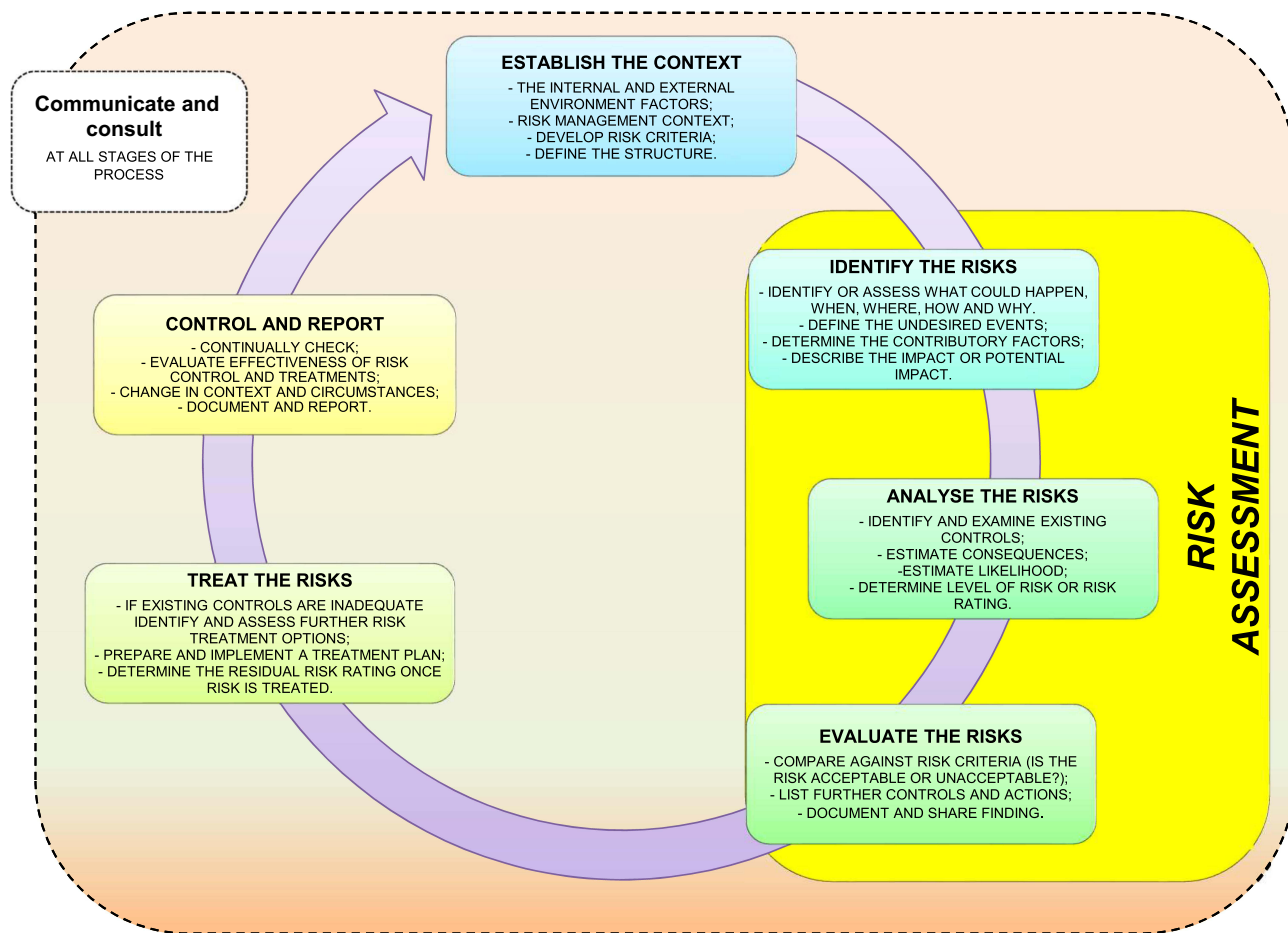 Communicate and
consult
AT ALL STAGES OF THE
PROCESS
ESTABLISH THE CONTEXT
- THE INTERNAL AND EXTERNAL
ENVIRONMENT FACTORS;
- RISK MANAGEMENT CONTEXT;
- DEVELOP RISK CRITERIA;
- DEFINE THE STRUCTURE.
IDENTIFY THE RISKS
- IDENTIFY OR ASSESS WHAT COULD HAPPEN,
WHEN, WHERE, HOW AND WHY.
- DEFINE THE UNDESIRED EVENTS;
- DETERMINE THE CONTRIBUTORY FACTORS;
- DESCRIBE THE IMPACT OR POTENTIAL
IMPACT.
ANALYSE THE RISKS
- IDENTIFY AND EXAMINE EXISTING
CONTROLS;
- ESTIMATE CONSEQUENCES;
-ESTIMATE LIKELIHOOD;
- DETERMINE LEVEL OF RISK OR RISK
RATING.
EVALUATE THE RISKS
- COMPARE AGAINST RISK CRITERIA (IS THE
RISK ACCEPTABLE OR UNACCEPTABLE?);
- LIST FURTHER CONTROLS AND ACTIONS;
- DOCUMENT AND SHARE FINDING.
RISK
ASSESSMENT
TREAT THE RISKS
- IF EXISTING CONTROLS ARE INADEQUATE
IDENTIFY AND ASSESS FURTHER RISK
TREATMENT OPTIONS;
- PREPARE AND IMPLEMENT A TREATMENT PLAN;
- DETERMINE THE RESIDUAL RISK RATING ONCE
RISK IS TREATED.
CONTROL AND REPORT
- CONTINUALLY CHECK;
- EVALUATE EFFECTIVENESS OF RISK
CONTROL AND TREATMENTS;
- CHANGE IN CONTEXT AND CIRCUMSTANCES;
- DOCUMENT AND REPORT.